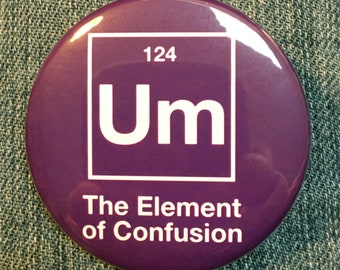 124
Um
The Element
of Confusion